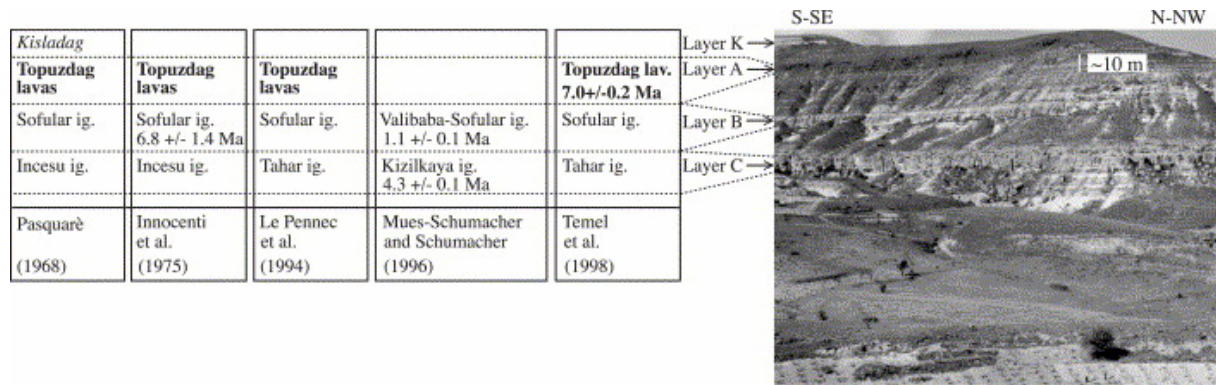 S-SE
N-NW
Kisladag
Topuzdag
lavas
Sofular ig.
Incesu ig.
Pasquarè
(1968)
Topuzdag
lavas
Sofular ig.
6.8 +/- 1.4 Ma
Incesu ig.
Innocenti
et al.
(1975)
Topuzdag
lavas
Sofular ig.
Tahar ig.
Le Pennec
et al.
(1994)
Valibaba-Sofular ig.
1.1 +/- 0.1 Ma
Kizilkaya ig.
4.3 +/- 0.1 Ma
Mues-Schumacher
and Schumacher
(1996)
Topuzdag lav.
7.0+/-0.2 Ma
Sofular ig.
Tahar ig.
Temel
et al.
(1998)
Layer K
Layer A
Layer B
Layer C
~10 m